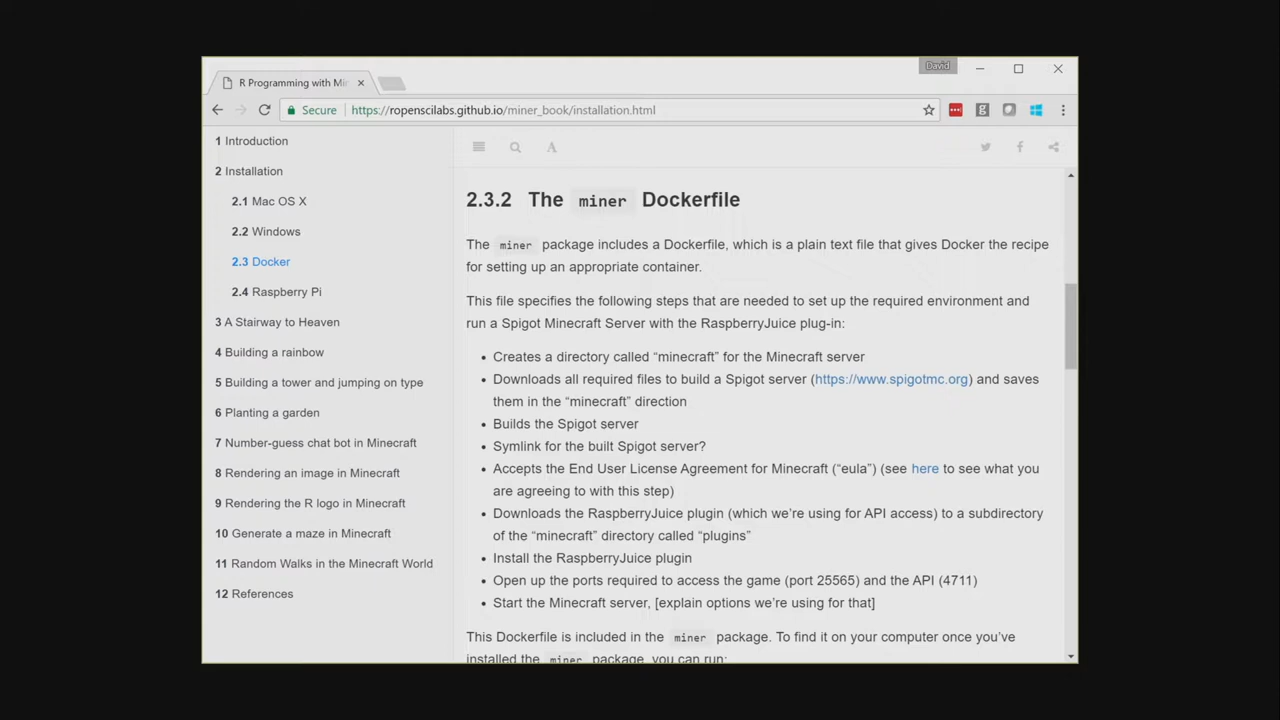 David
R Programming with Mi
Secure
https://ropenscilabs.github.io/miner_book/installation.html
1 Introduction
2 Installation
2.1 Mac OS X
2.2 Windows
2.3 Docker
2.4 Raspberry Pi
3 A Stairway to Heaven
4 Building a rainbow
5 Building a tower and jumping on type
6 Planting a garden
7 Number-guess chat bot in Minecraft
8 Rendering an image in Minecraft
9 Rendering the R logo in Minecraft
10 Generate a maze in Minecraft
11 Random Walks in the Minecraft World
12 References
A
2.3.2 The miner Dockerfile
The miner package includes a Dockerfile, which is a plain text file that gives Docker the recipe
for setting up an appropriate container.
This file specifies the following steps that are needed to set up the required environment and
run a Spigot Minecraft Server with the RaspberryJuice plug-in:
• Creates a directory called “minecraft” for the Minecraft server
• Downloads all required files to build a Spigot server (https://www.spigotmc.org) and saves
them in the “minecraft” direction
• Builds the Spigot server
• Symlink for the built Spigot server?
• Accepts the End User License Agreement for Minecraft (“eula”) (see here to see what you
are agreeing to with this step)
• Downloads the RaspberryJuice plugin (which we’re using for API access) to a subdirectory
of the “minecraft” directory called “plugins”
• Install the RaspberryJuice plugin
• Open up the ports required to access the game (port 25565) and the API (4711)
• Start the Minecraft server, [explain options we’re using for that]
This Dockerfile is included in the miner package. To find it on your computer once you’ve
installed the miner package, you can run: